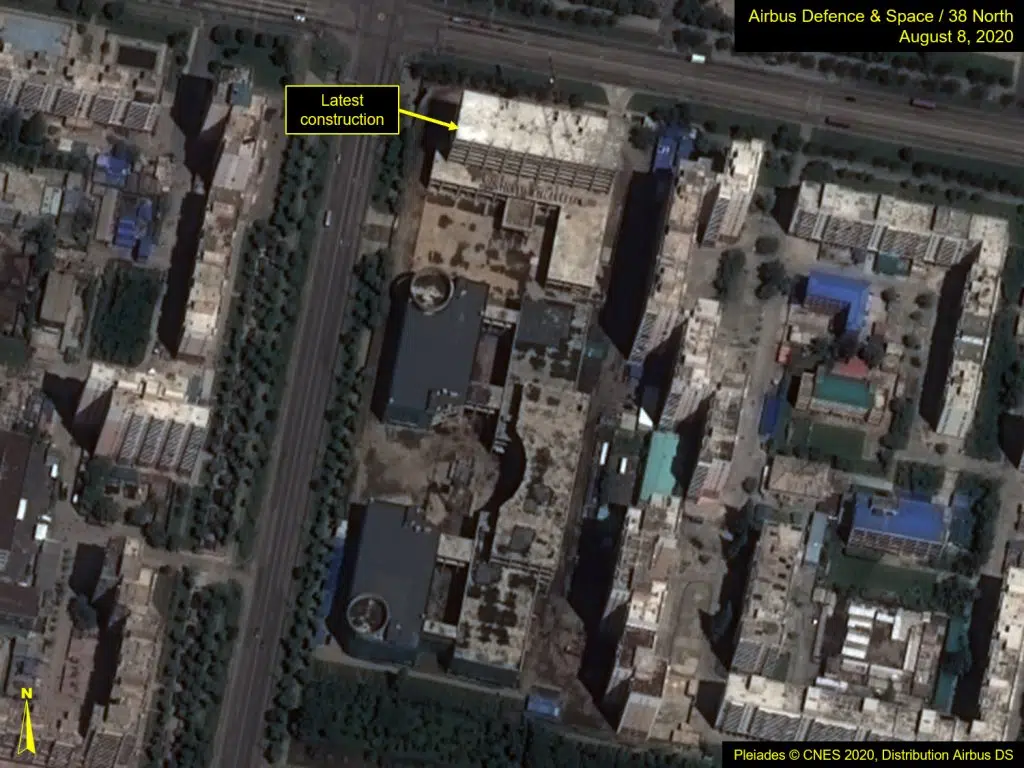 Airbus Defence & Space / 38 North
August 8, 2020
Latest
construction
N
Pleiades © CNES 2020, Distribution Airbus DS